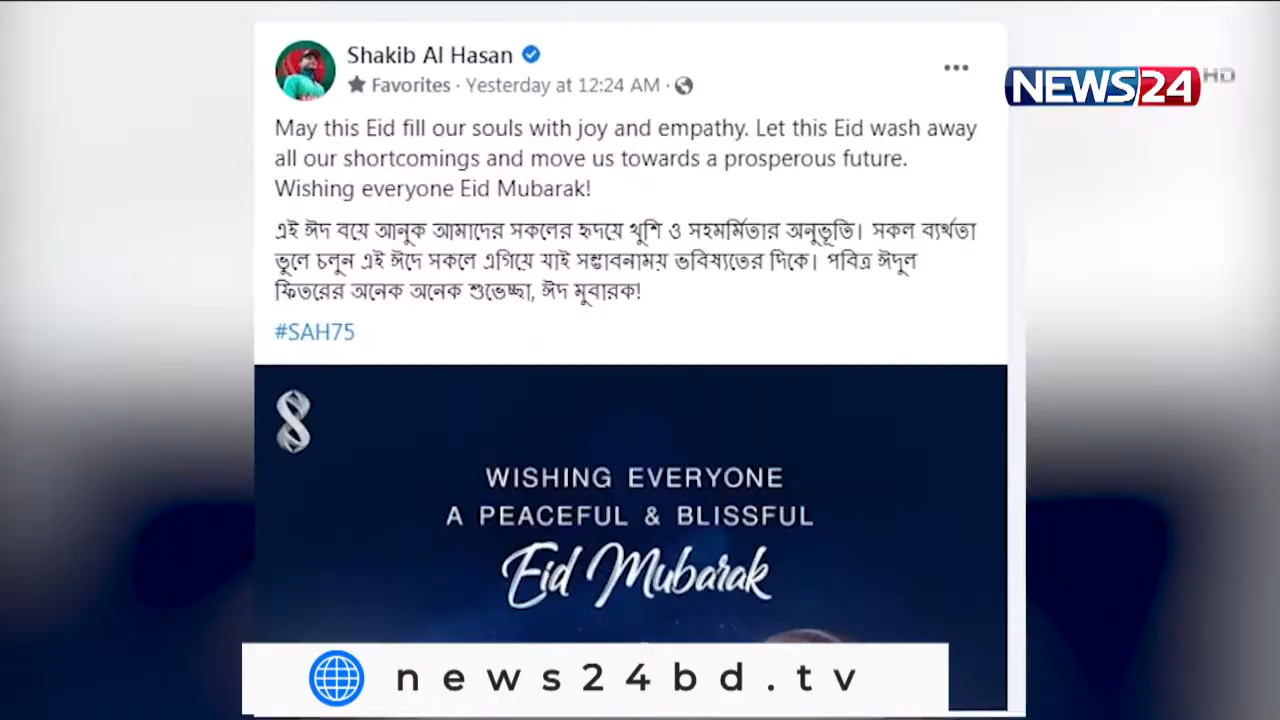 Shakib Al Hasan
Favorites · Yesterday at 12:24 AM ·
NEWS24 HD
May this Eid fill our souls with joy and empathy. Let this Eid wash away
all our shortcomings and move us towards a prosperous future.
Wishing everyone Eid Mubarak!
এই ঈদ বয়ে আনুক আমাদের সকলের হৃদয়ে খুশি ও সহমর্মিতার অনুভূতি। সকল ব্যর্থতা
ভুলে চলুন এই ঈদে সকলে এগিয়ে যাই সম্ভাবনাময় ভবিষ্যতের দিকে। পবিত্র ঈদুল
ফিতরের অনেক অনেক শুভেচ্ছা, ঈদ মুবারক!
#SAH75
WISHING EVERYONE
A PEACEFUL & BLISSFUL
Eid Mubarak
news24bd.tv